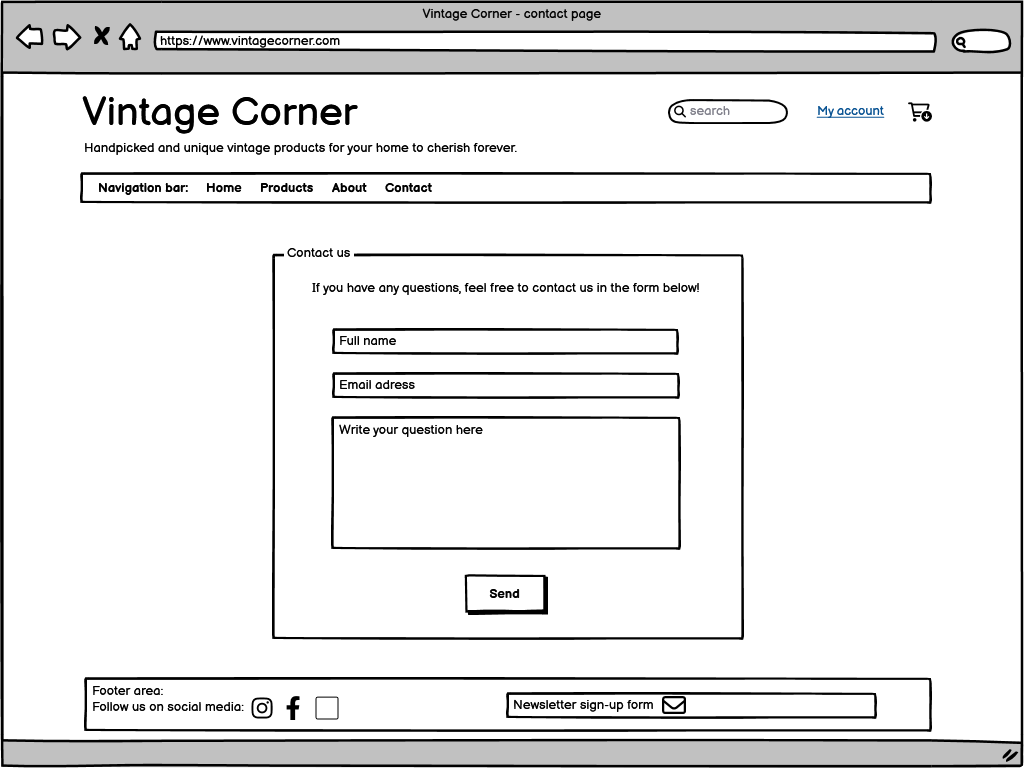 Vintage Corner - contact page
https://www.vintagecorner.com
Vintage Corner
search
My account
Handpicked and unique vintage products for your home to cherish forever.
Navigation bar: Home Products About Contact
Contact us
If you have any questions, feel free to contact us in the form below!
Full name
Email adress
Write your question here
Send
Footer area:
Follow us on social media:
Newsletter sign-up form